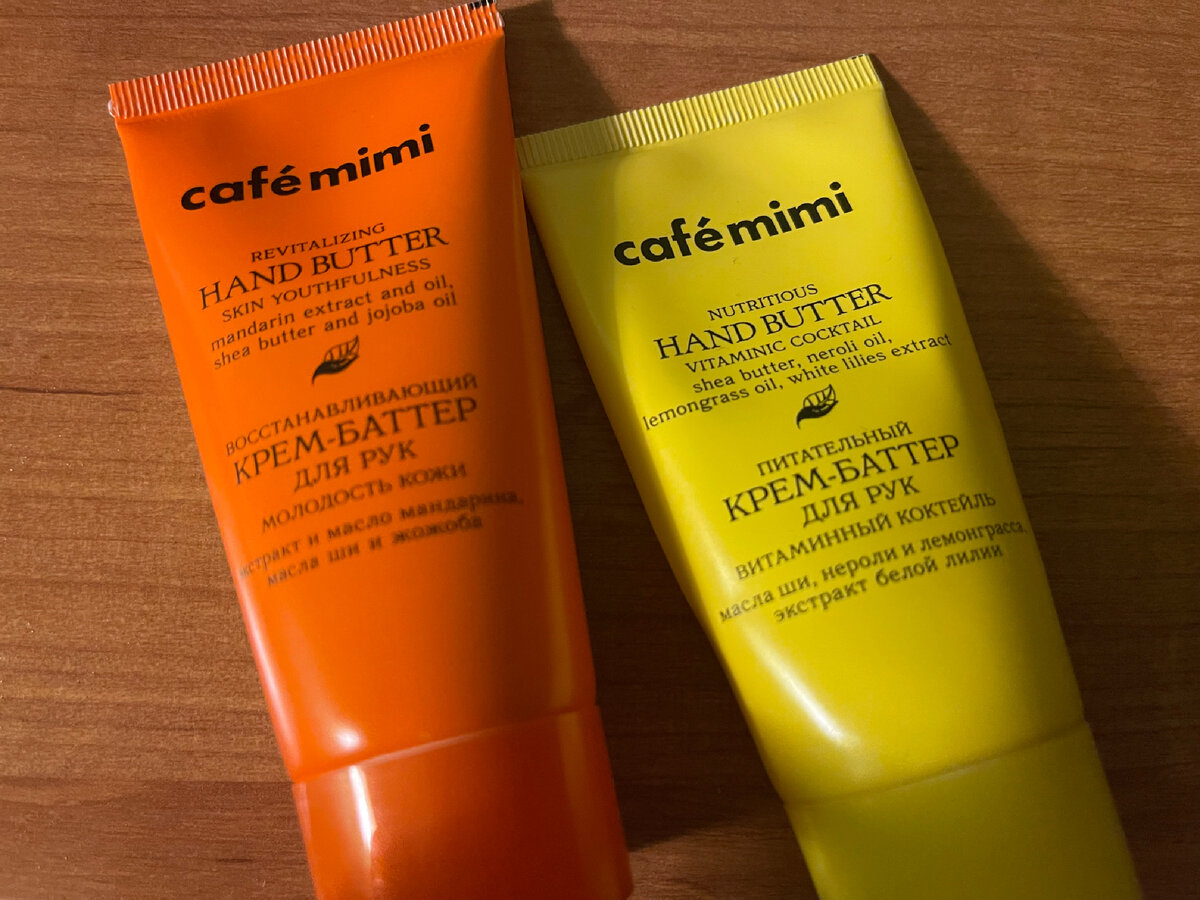 café mimi
REVITALIZING
HAND BUTTER
SKIN YOUTHFULNESS
mandarin extract and oil,
shea butter and jojoba oil
ВОССТАНАВЛИВАЮЩИЙ
КРЕМ-БАТТЕР
ДЛЯ РУК
МОЛОДОСТЬ КОЖИ
экстракт и масло мандарина,
масла ши и жожоба
café mimi
NUTRITIOUS
HAND BUTTER
VITAMINIC COCKTAIL
shea butter, neroli oil,
lemongrass oil, white lilies extract
ПИТАТЕЛЬНЫЙ
КРЕМ-БАТТЕР
ДЛЯ РУК
ВИТАМИННЫЙ КОКТЕЙЛЬ
масла ши, нероли и лемонграсса,
экстракт белой лилии